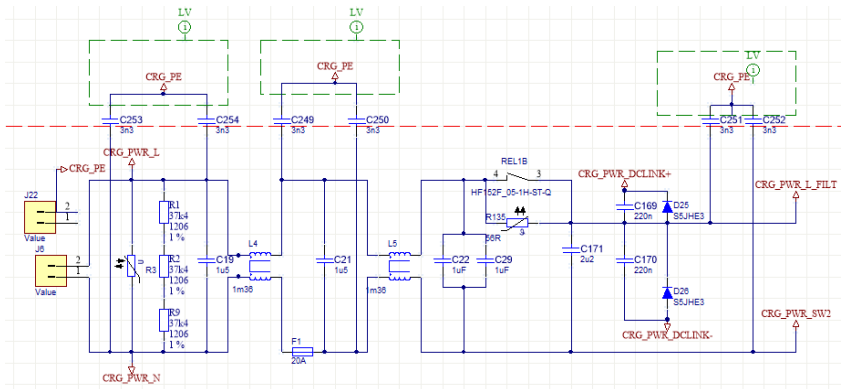 LV
1
LV
1
LV
1
CRG_PE
CRG_PE
CRG_PE
C253
3n3
C254
3n3
C249
3n3
C250
3n3
C251
3n3
C252
3n3
CRG_PWR_L
CRG_PE
J22
2
1
Value
J6
2
1
Value
R1
37k4
1206
1 %
R2
37k4
1206
1 %
R9
37k4
1206
1 %
R3
U
C19
1u5
L4
1m36
C21
1u5
L5
1m36
F1
20A
C22
1uF
C29
1uF
REL1B
4
3
HF152F_05-1H-ST-Q
R135
56R
C171
2u2
CRG_PWR_DCLINK+
C169
220n
D25
S5JHE3
C170
220n
D26
S5JHE3
CRG_PWR_DCLINK-
CRG_PWR_L_FILT
CRG_PWR_SW2
CRG_PWR_N